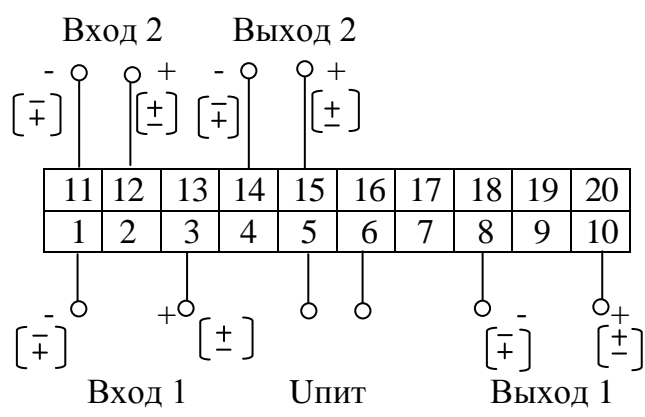 Вход 2 Выход 2
- + - +
[∓] [±] [∓] [±]
11 12 13 14 15 16 17 18 19 20
1 2 3 4 5 6 7 8 9 10
- + - +
[∓] [±] [∓] [±]
Вход 1 Uпит Выход 1